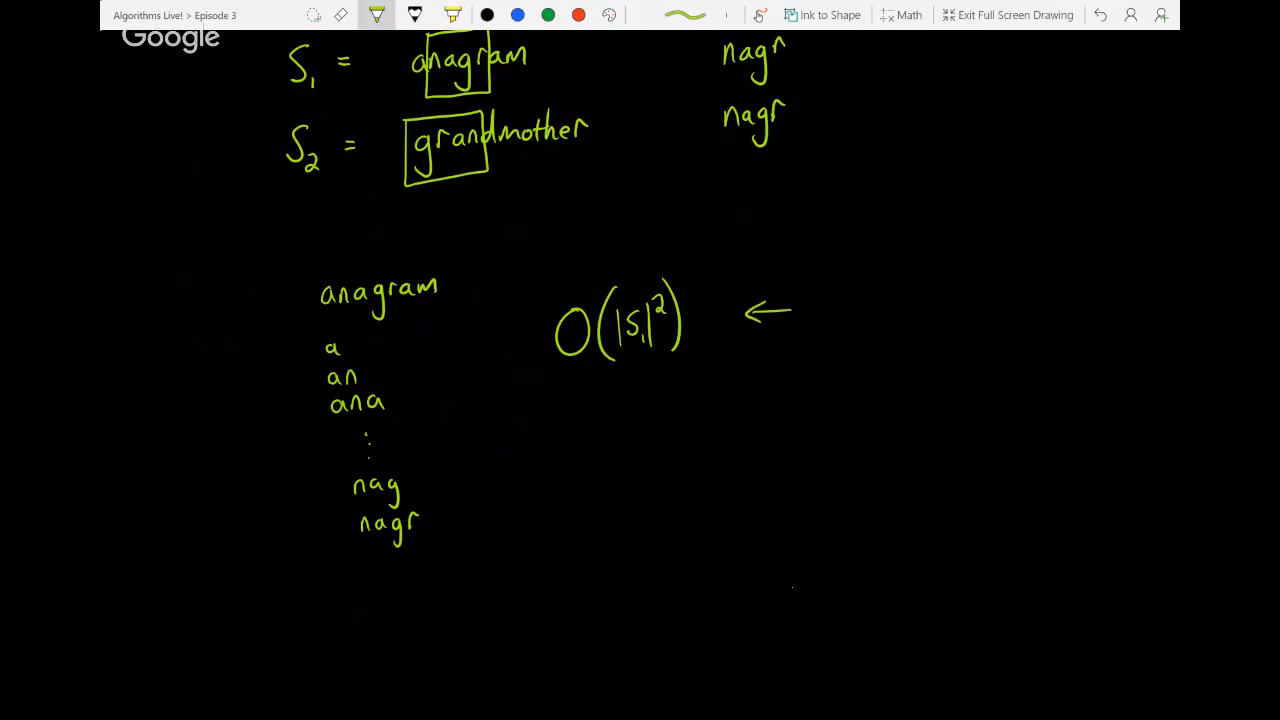 Algorithms Live! > Episode 3 Ink to Shape Math Exit Full Screen Drawing
Google
S1 = anagram nagr
S2 = grandmother nagr
anagram O(|S1|²) ←
a
an
ana
⋮
nag
nagr